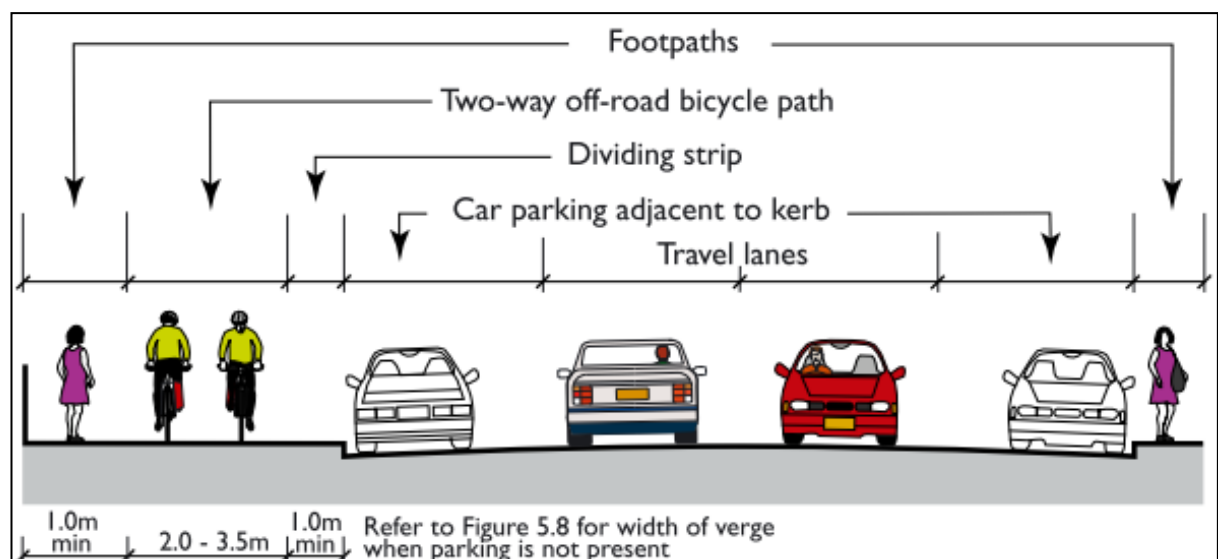 Footpaths
Two-way off-road bicycle path
Dividing strip
Car parking adjacent to kerb
Travel lanes
1.0m
min
2.0 - 3.5m
1.0m
min
Refer to Figure 5.8 for width of verge
when parking is not present